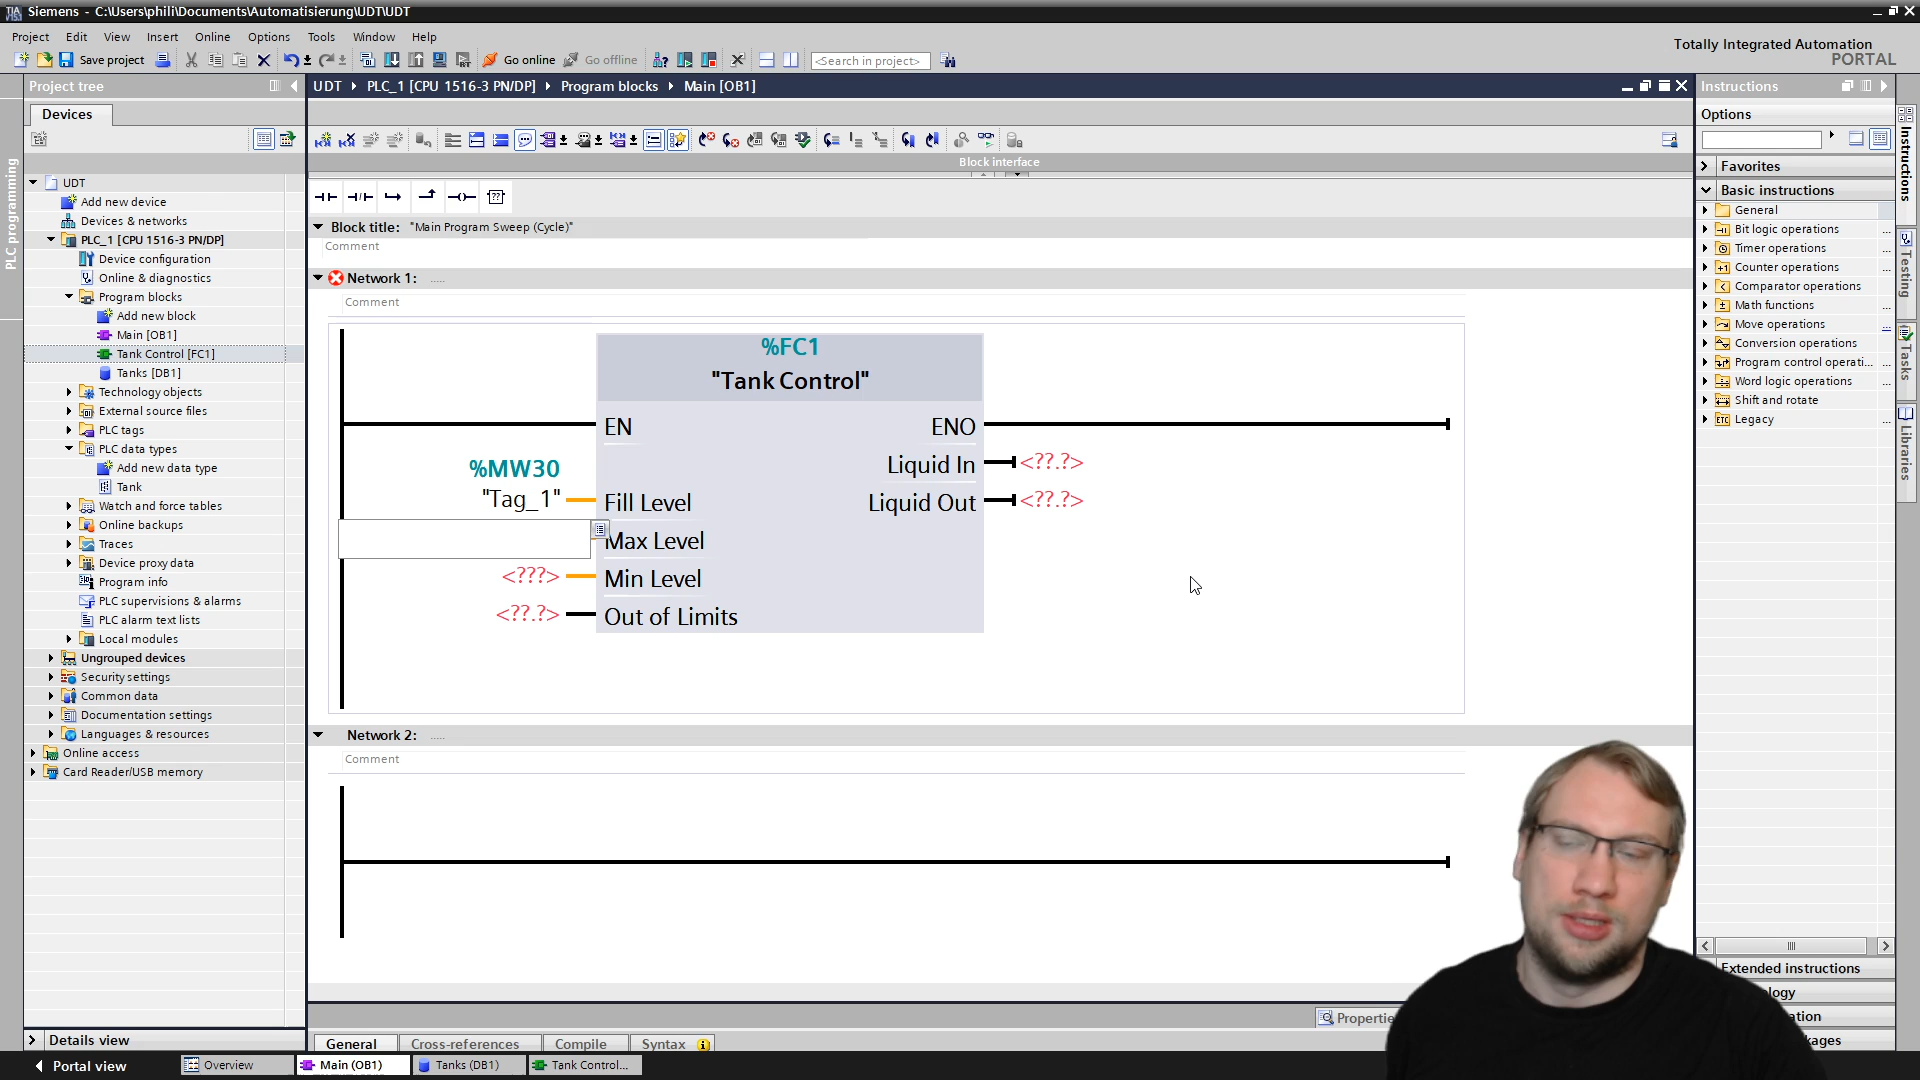 Siemens - C:\Users\phili\Documents\Automatisierung\UDT\UDT
Project Edit View Insert Online Options Tools Window Help
Totally Integrated Automation
PORTAL
Save project
Go online
Go offline
<Search in project>
Project tree
UDT PLC_1 [CPU 1516-3 PN/DP] Program blocks Main [OB1]
Instructions
Devices
Options
PLC programming
Block interface
Favorites
Basic instructions
General
Bit logic operations
Timer operations
Counter operations
Comparator operations
Math functions
Move operations
Conversion operations
Program control operati...
Word logic operations
Shift and rotate
Legacy
Extended instructions
Instructions
Testing
Tasks
Libraries
UDT
Add new device
Devices & networks
PLC_1 [CPU 1516-3 PN/DP]
Device configuration
Online & diagnostics
Program blocks
Add new block
Main [OB1]
Tank Control [FC1]
Tanks [DB1]
Technology objects
External source files
PLC tags
PLC data types
Add new data type
Tank
Watch and force tables
Online backups
Traces
Device proxy data
Program info
PLC supervisions & alarms
PLC alarm text lists
Local modules
Ungrouped devices
Security settings
Common data
Documentation settings
Languages & resources
Online access
Card Reader/USB memory
Details view
Block title: "Main Program Sweep (Cycle)"
Comment
Network 1: .....
Comment
%FC1
"Tank Control"
EN ENO
Liquid In <??.?>
%MW30
"Tag_1" Fill Level Liquid Out <??.?>
Max Level
<???> Min Level
<??.?> Out of Limits
Network 2: .....
Comment
General Cross-references Compile Syntax
Portal view
Overview
Main (OB1)
Tanks (DB1)
Tank Control...